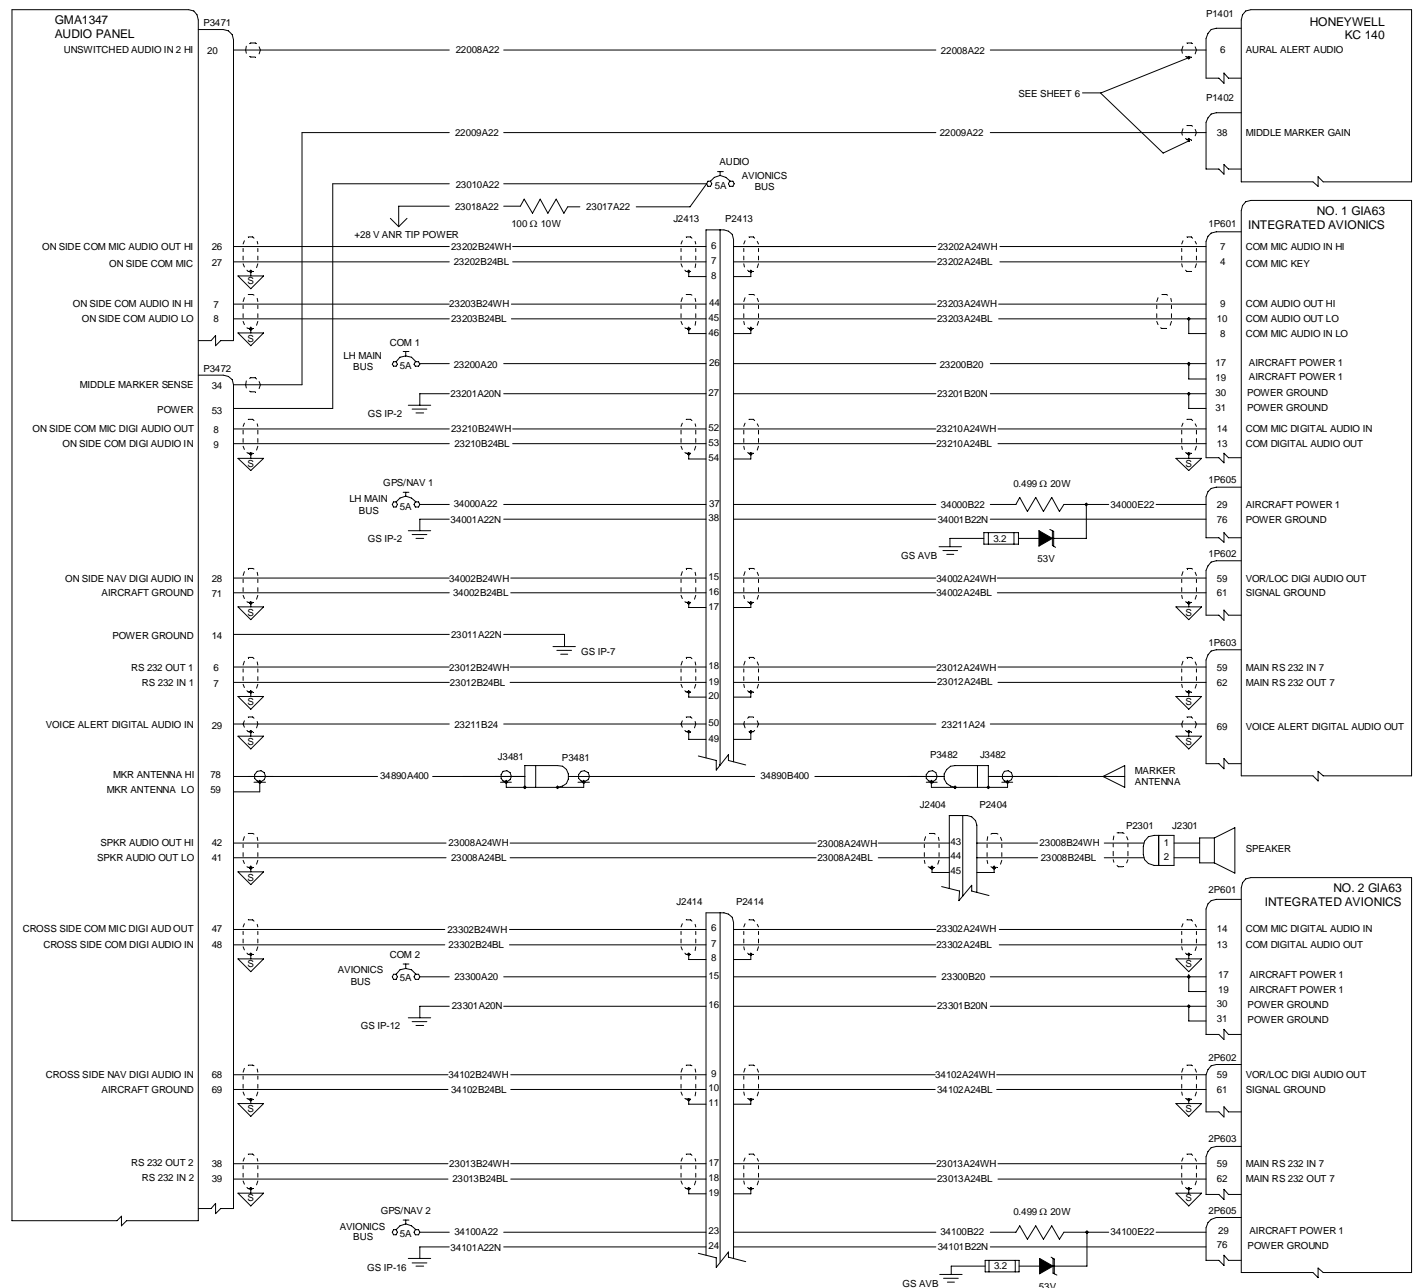 GMA1347
AUDIO PANEL
P3471
UNSWITCHED AUDIO IN 2 HI 20 22008A22 22008A22
P1401
6 AURAL ALERT AUDIO
HONEYWELL
KC 140
SEE SHEET 6
P1402
22009A22 22009A22 38 MIDDLE MARKER GAIN
AUDIO
5A
AVIONICS
BUS
23010A22
23018A22 23017A22
100 Ω 10W
+28 V ANR TIP POWER
J2413 P2413
NO. 1 GIA63
INTEGRATED AVIONICS
1P601
ON SIDE COM MIC AUDIO OUT HI 26 S 23202B24WH 6 23202A24WH 7 COM MIC AUDIO IN HI
ON SIDE COM MIC 27 23202B24BL 7 23202A24BL 4 COM MIC KEY
8
ON SIDE COM AUDIO IN HI 7 S 23203B24WH 44 23203A24WH 9 COM AUDIO OUT HI
ON SIDE COM AUDIO LO 8 23203B24BL 45 23203A24BL 10 COM AUDIO OUT LO
46 8 COM MIC AUDIO IN LO
COM 1
LH MAIN
BUS
5A 23200A20 26 23200B20 17 AIRCRAFT POWER 1
19 AIRCRAFT POWER 1
P3472
MIDDLE MARKER SENSE 34
GS IP-2 23201A20N 27 23201B20N 30 POWER GROUND
31 POWER GROUND
POWER 53
ON SIDE COM MIC DIGI AUDIO OUT 8 S 23210B24WH 52 23210A24WH S 14 COM MIC DIGITAL AUDIO IN
ON SIDE COM DIGI AUDIO IN 9 23210B24BL 53 23210A24BL 13 COM DIGITAL AUDIO OUT
54
GPS/NAV 1
LH MAIN
BUS
5A 34000A22 37 34000B22 0.499 Ω 20W 34000E22
1P605
29 AIRCRAFT POWER 1
GS IP-2 34001A22N 38 34001B22N 76 POWER GROUND
GS AVB 3.2 53V
1P602
ON SIDE NAV DIGI AUDIO IN 28 S 34002B24WH 15 34002A24WH S 59 VOR/LOC DIGI AUDIO OUT
AIRCRAFT GROUND 71 34002B24BL 16 34002A24BL 61 SIGNAL GROUND
17
POWER GROUND 14 23011A22N GS IP-7
1P603
RS 232 OUT 1 6 S 23012B24WH 18 23012A24WH S 59 MAIN RS 232 IN 7
RS 232 IN 1 7 23012B24BL 19 23012A24BL 62 MAIN RS 232 OUT 7
20
VOICE ALERT DIGITAL AUDIO IN 29 S 23211B24 50 23211A24 S 69 VOICE ALERT DIGITAL AUDIO OUT
49
J3481 P3481 P3482 J3482
MKR ANTENNA HI 78 34890A400 34890B400 MARKER
ANTENNA
MKR ANTENNA LO 59
J2404 P2404
P2301 J2301
SPKR AUDIO OUT HI 42 S 23008A24WH 23008A24WH 43 23008B24WH 1
SPKR AUDIO OUT LO 41 23008A24BL 23008A24BL 44 23008B24BL 2
SPEAKER
45
J2414 P2414
2P601
NO. 2 GIA63
INTEGRATED AVIONICS
CROSS SIDE COM MIC DIGI AUD OUT 47 S 23302B24WH 6 23302A24WH S 14 COM MIC DIGITAL AUDIO IN
CROSS SIDE COM DIGI AUDIO IN 48 23302B24BL 7 23302A24BL 13 COM DIGITAL AUDIO OUT
8
COM 2
AVIONICS
BUS
5A 23300A20 15 23300B20 17 AIRCRAFT POWER 1
19 AIRCRAFT POWER 1
GS IP-12 23301A20N 16 23301B20N 30 POWER GROUND
31 POWER GROUND
2P602
CROSS SIDE NAV DIGI AUDIO IN 68 S 34102B24WH 9 34102A24WH S 59 VOR/LOC DIGI AUDIO OUT
AIRCRAFT GROUND 69 34102B24BL 10 34102A24BL 61 SIGNAL GROUND
11
2P603
RS 232 OUT 2 38 S 23013B24WH 17 23013A24WH S 59 MAIN RS 232 IN 7
RS 232 IN 2 39 23013B24BL 18 23013A24BL 62 MAIN RS 232 OUT 7
19
GPS/NAV 2
AVIONICS
BUS
5A 34100A22 23 34100B22 0.499 Ω 20W 34100E22
2P605
29 AIRCRAFT POWER 1
GS IP-16 34101A22N 24 34101B22N 76 POWER GROUND
GS AVB 3.2 53V